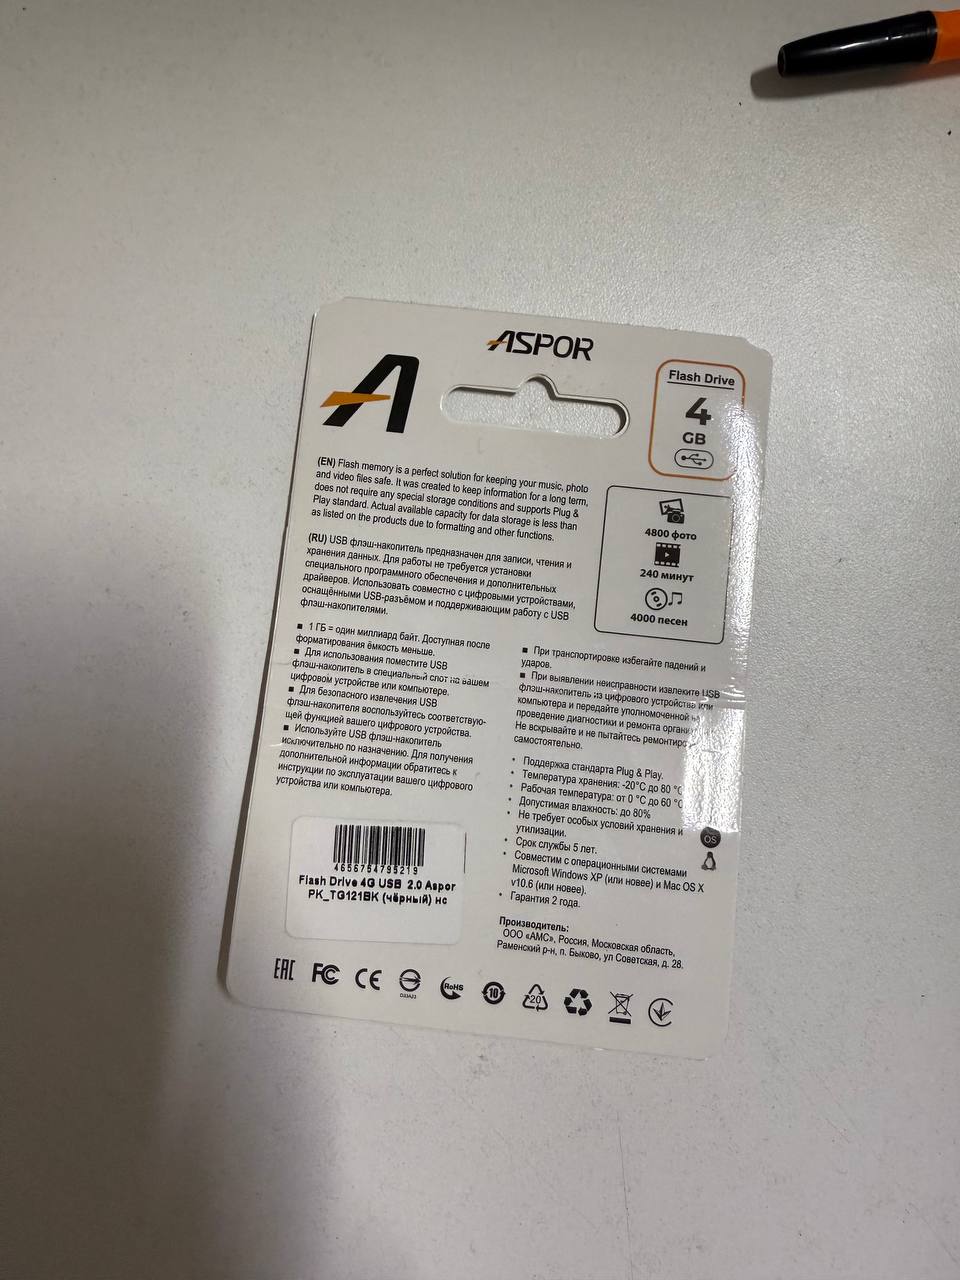 ASPOR
Flash Drive
4
GB
(EN) Flash memory is a perfect solution for keeping your music, photo
and video files safe. It was created to keep information for a long term,
does not require any special storage conditions and supports Plug &
Play standard. Actual available capacity for data storage is less than
as listed on the products due to formatting and other functions.
4800 фото
240 минут
4000 песен
(RU) USB флэш-накопитель предназначен для записи, чтения и
хранения данных. Для работы не требуется установки
специального программного обеспечения и дополнительных
драйверов. Использовать совместно с цифровыми устройствами,
оснащёнными USB-разъёмом и поддерживающим работу с USB
флэш-накопителями.
■ 1 ГБ = один миллиард байт. Доступная после
форматирования ёмкость меньше.
■ Для использования поместите USB
флэш-накопитель в специальный слот на вашем
цифровом устройстве или компьютере.
■ Для безопасного извлечения USB
флэш-накопителя воспользуйтесь соответствую-
щей функцией вашего цифрового устройства.
■ Используйте USB флэш-накопитель
исключительно по назначению. Для получения
дополнительной информации обратитесь к
инструкции по эксплуатации вашего цифрового
устройства или компьютера.
■ При транспортировке избегайте падений и
ударов.
■ При выявлении неисправности извлеките USB
флэш-накопитель из цифрового устройства или
компьютера и передайте уполномоченной на
проведение диагностики и ремонта
Не вскрывайте и не пытайтесь
самостоятельно.
• Поддержка стандарта Plug & Play.
• Температура хранения: -20°C до 80 °C
• Рабочая температура: от 0 °C до 60 °C
• Допустимая влажность: до 80%
• Не требует особых условий хранения и
утилизации.
• Срок службы 5 лет.
• Совместим с операционными системами
Microsoft Windows XP (или новее) и Mac OS X
v10.6 (или новее).
• Гарантия 2 года.
OS
4656754795219
Flash Drive 4G USB 2.0 Aspor
PK_TG121BK (чёрный) нс
Производитель:
ООО «АМС», Россия, Московская область,
Раменский р-н, п. Быково, ул Советская, д. 28.
EAC FC CE RoHS 10 20